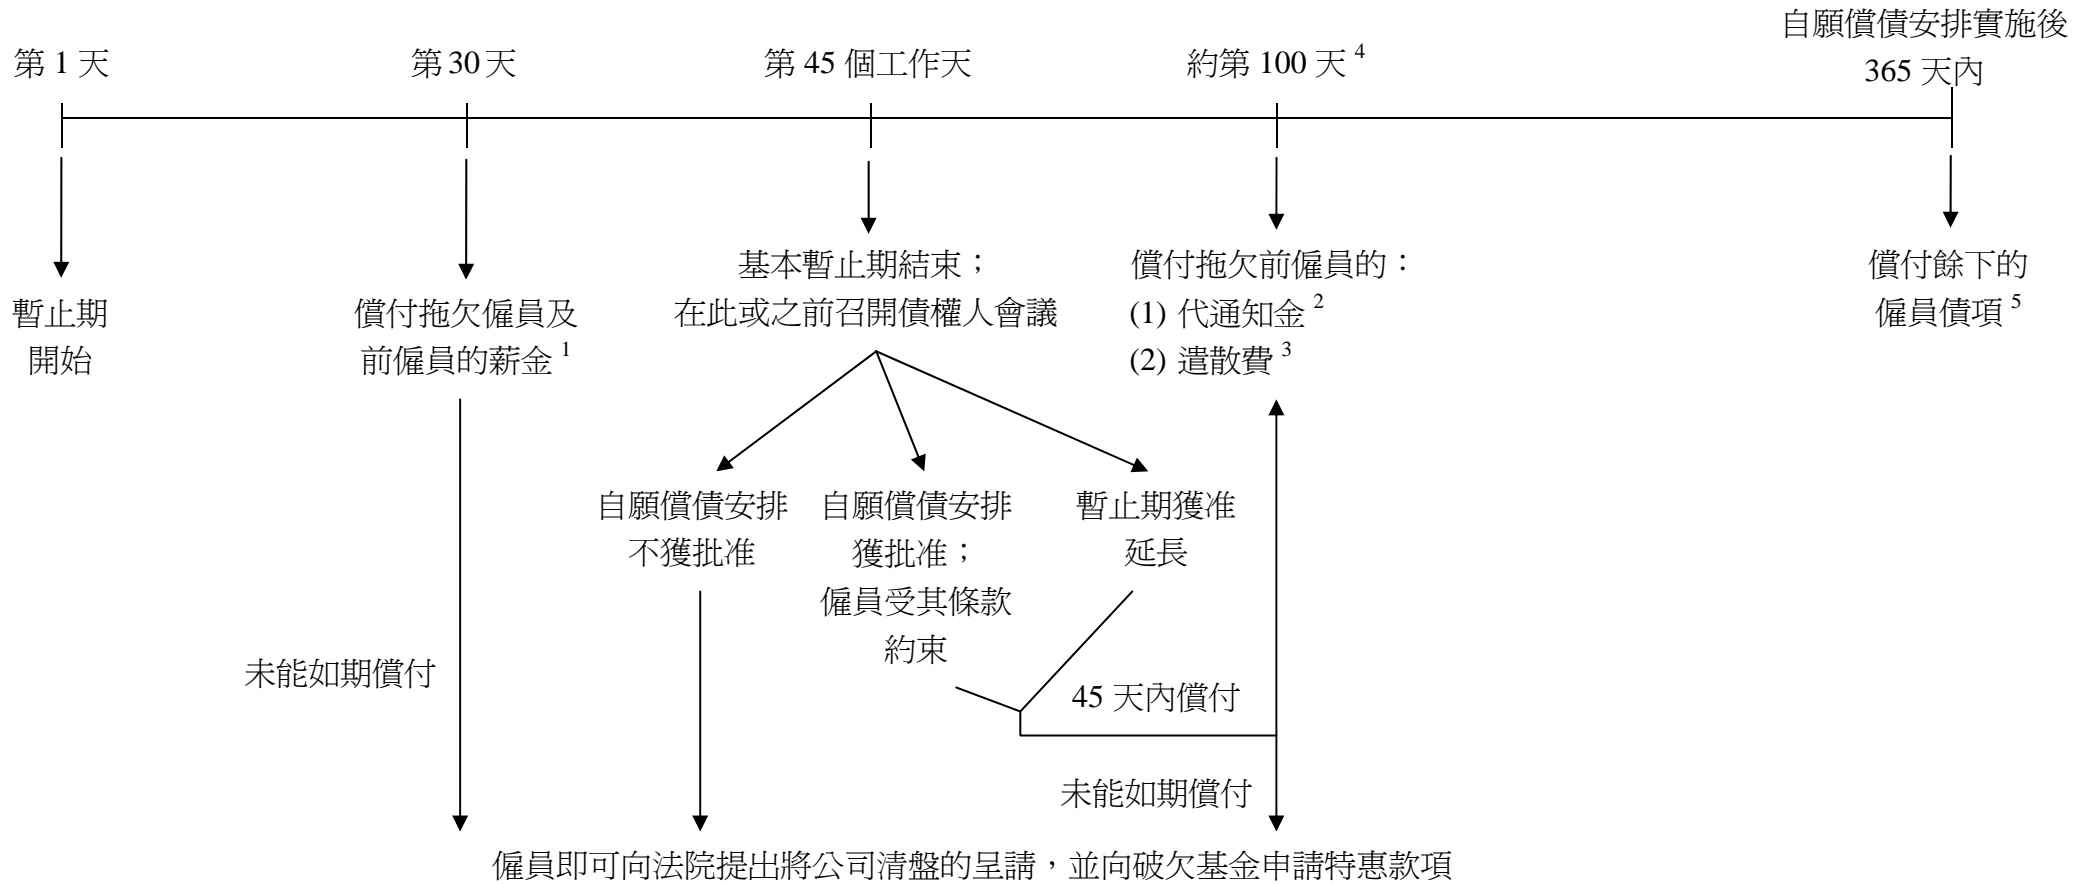 第 1 天
第 30 天
第 45 個工作天
約第 100 天 4
自願償債安排實施後
365 天內
暫止期
開始
償付拖欠僱員及
前僱員的薪金 1
基本暫止期結束；
在此或之前召開債權人會議
償付拖欠前僱員的：
(1) 代通知金 2
(2) 遣散費 3
償付餘下的
僱員債項 5
自願償債安排
不獲批准
自願償債安排
獲批准；
僱員受其條款
約束
暫止期獲准
延長
未能如期償付
45 天內償付
未能如期償付
僱員即可向法院提出將公司清盤的呈請，並向破欠基金申請特惠款項